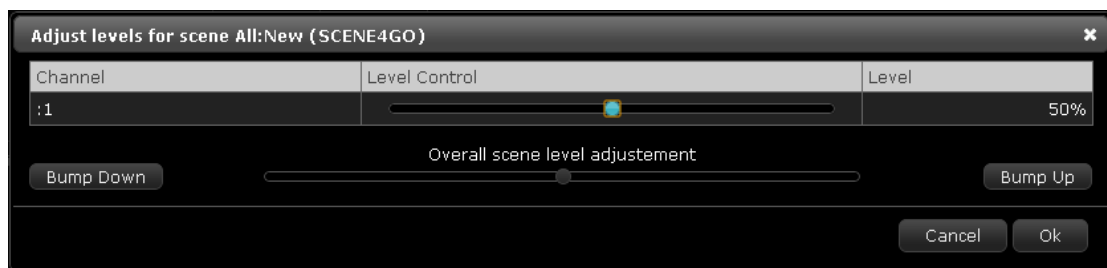 Adjust levels for scene All:New (SCENE4GO)
Channel Level Control Level
:1 50%
Overall scene level adjustement
Bump Down Bump Up
Cancel Ok